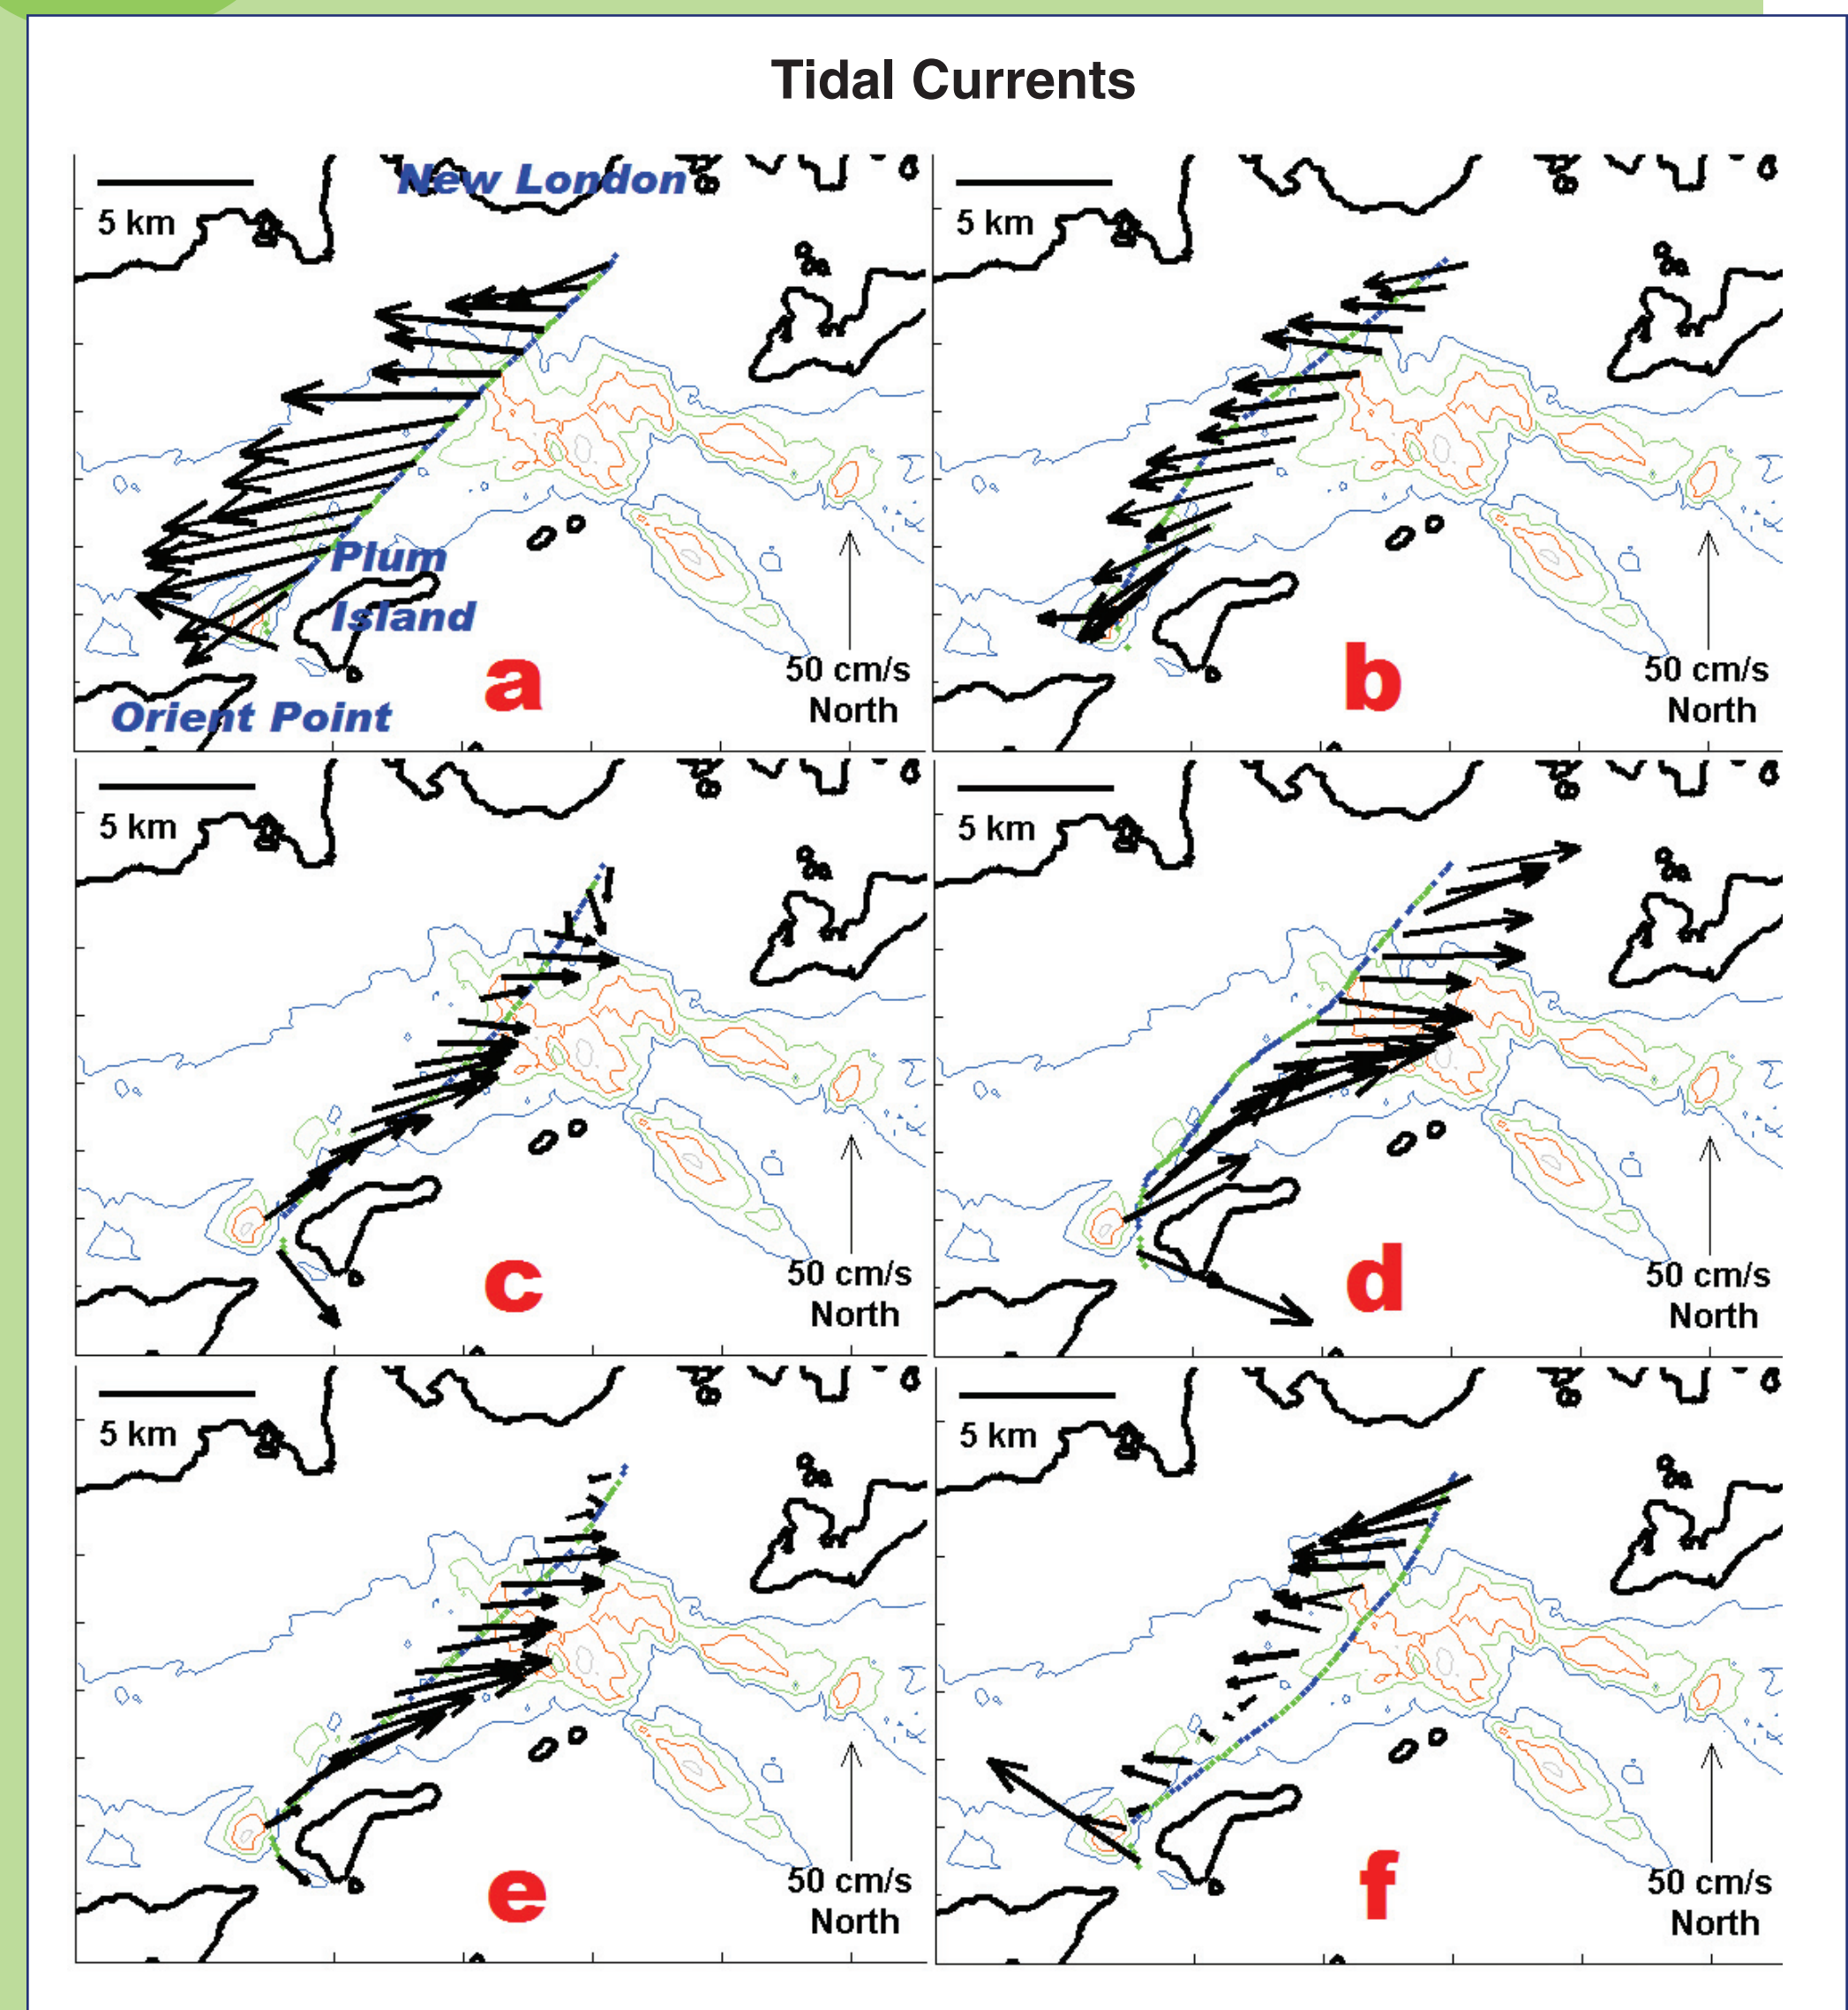 Tidal Currents
New London
5 km
Plum
Island
Orient Point
a
50 cm/s
North
5 km
b
50 cm/s
North
5 km
c
50 cm/s
North
5 km
d
50 cm/s
North
5 km
e
50 cm/s
North
5 km
f
50 cm/s
North